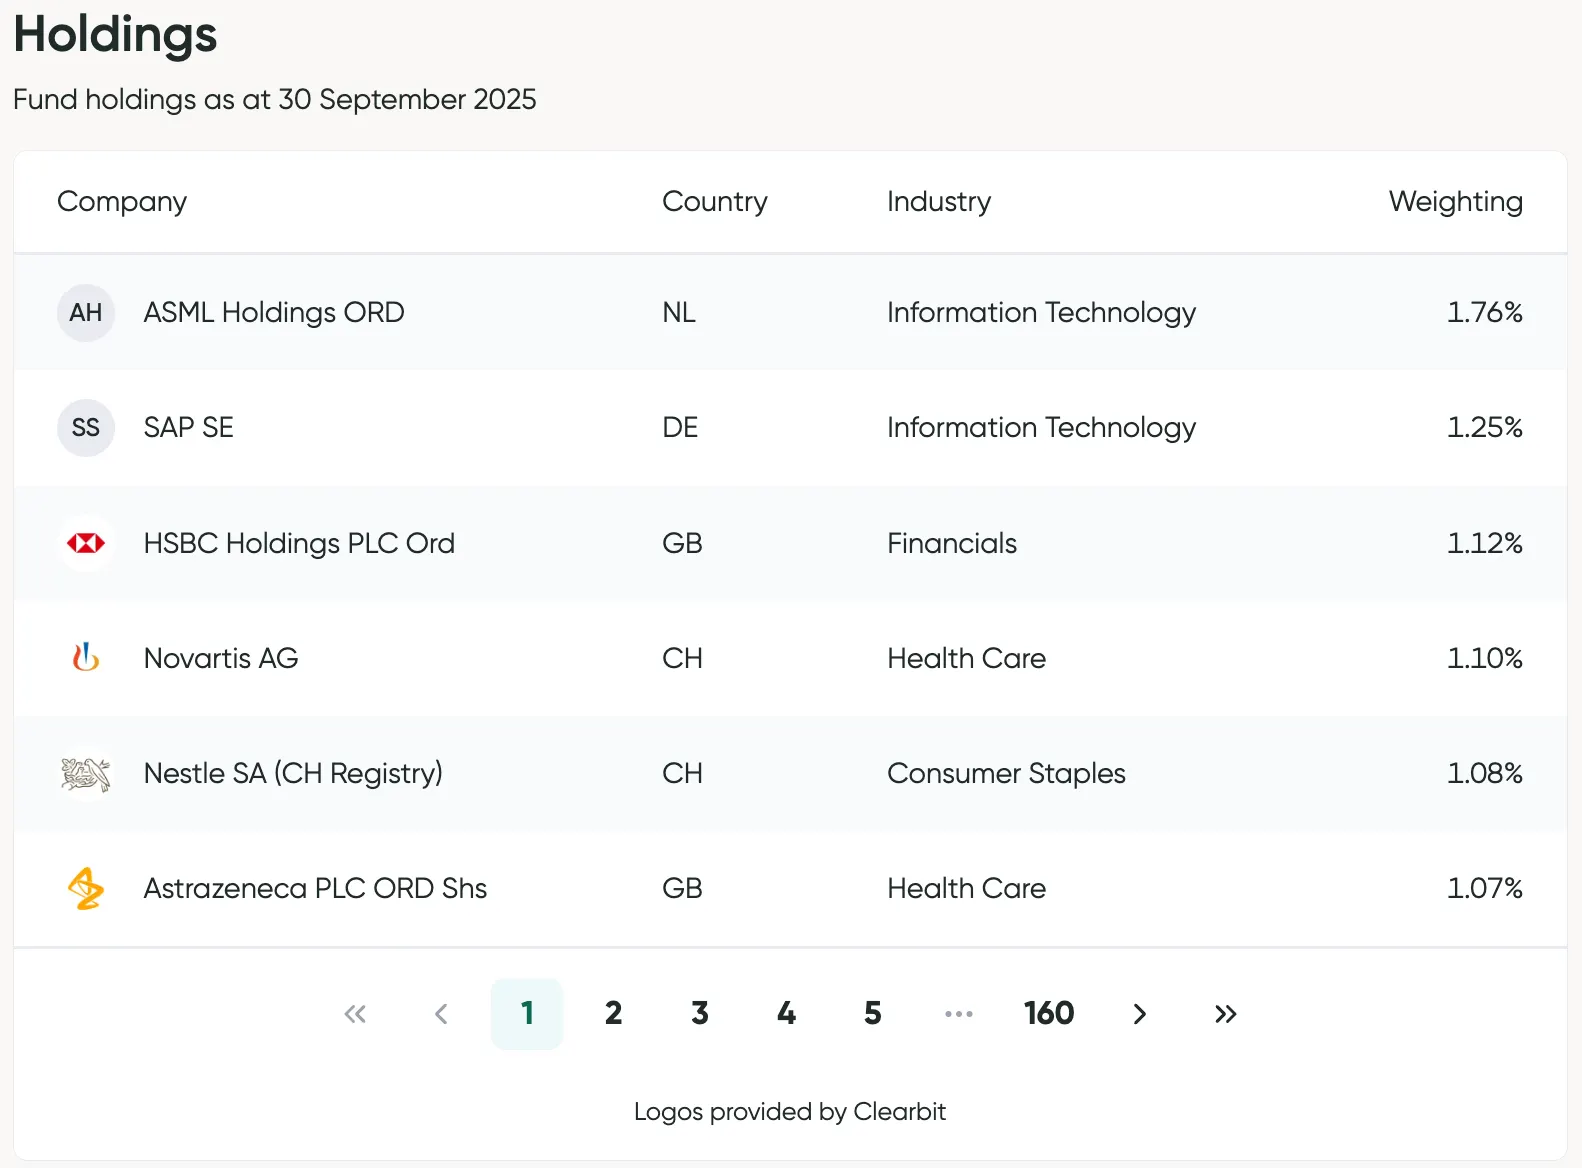 Holdings
Fund holdings as at 30 September 2025
Company Country Industry Weighting
AH ASML Holdings ORD NL Information Technology 1.76%
SS SAP SE DE Information Technology 1.25%
HSBC Holdings PLC Ord GB Financials 1.12%
Novartis AG CH Health Care 1.10%
Nestle SA (CH Registry) CH Consumer Staples 1.08%
Astrazeneca PLC ORD Shs GB Health Care 1.07%
« ‹ 1 2 3 4 5 ... 160 › »
Logos provided by Clearbit